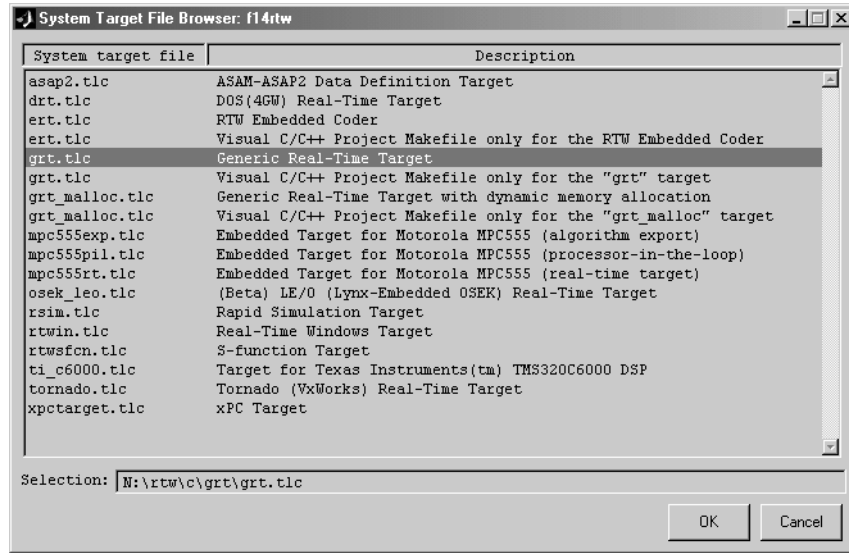 System Target File Browser: f14rtw
System target file Description
asap2.tlc ASAM-ASAP2 Data Definition Target
drt.tlc DOS(4GW) Real-Time Target
ert.tlc RTW Embedded Coder
ert.tlc Visual C/C++ Project Makefile only for the RTW Embedded Coder
grt.tlc Generic Real-Time Target
grt.tlc Visual C/C++ Project Makefile only for the "grt" target
grt_malloc.tlc Generic Real-Time Target with dynamic memory allocation
grt_malloc.tlc Visual C/C++ Project Makefile only for the "grt_malloc" target
mpc555exp.tlc Embedded Target for Motorola MPC555 (algorithm export)
mpc555pil.tlc Embedded Target for Motorola MPC555 (processor-in-the-loop)
mpc555rt.tlc Embedded Target for Motorola MPC555 (real-time target)
osek_leo.tlc (Beta) LE/O (Lynx-Embedded OSEK) Real-Time Target
rsim.tlc Rapid Simulation Target
rtwin.tlc Real-Time Windows Target
rtwsfcn.tlc S-function Target
ti_c6000.tlc Target for Texas Instruments(tm) TMS320C6000 DSP
tornado.tlc Tornado (VxWorks) Real-Time Target
xpctarget.tlc xPC Target
Selection: N:\rtw\c\grt\grt.tlc
OK Cancel